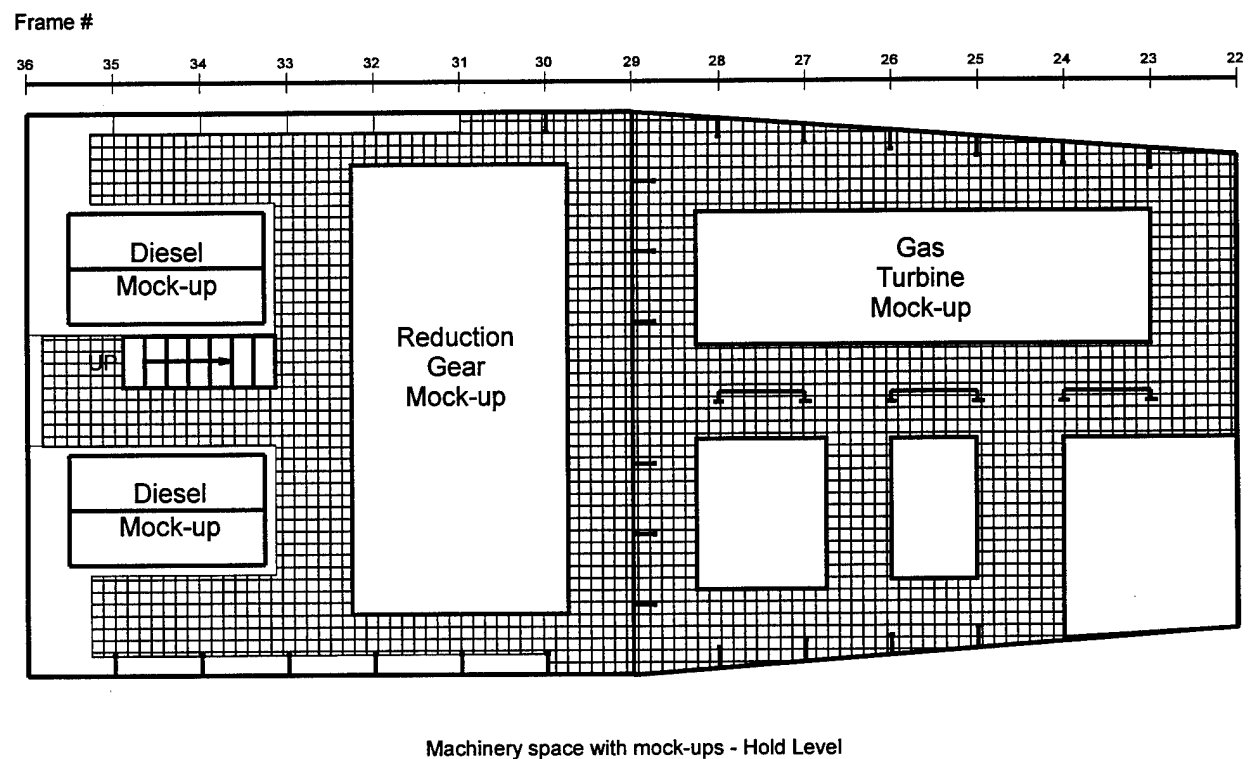 Frame #
36 35 34 33 32 31 30 29 28 27 26 25 24 23 22
Diesel
Mock-up
UP
Reduction
Gear
Mock-up
Gas
Turbine
Mock-up
Diesel
Mock-up
Machinery space with mock-ups - Hold Level